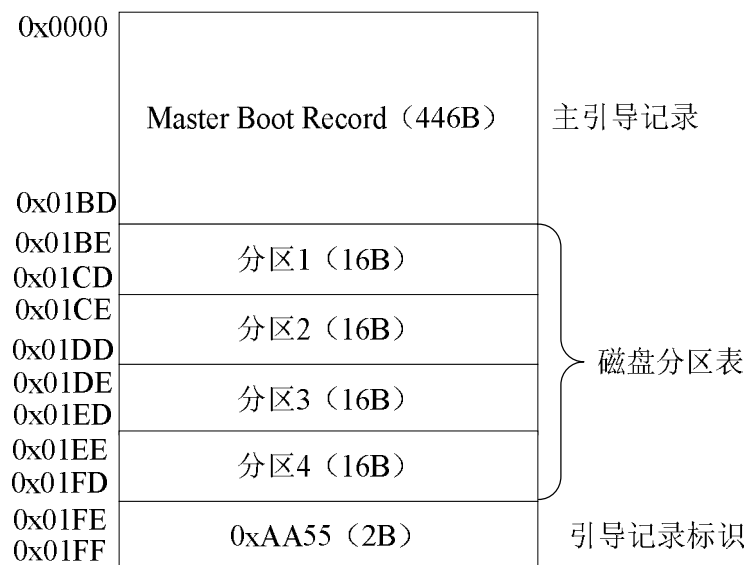 0x0000
Master Boot Record（446B） 主引导记录
0x01BD
0x01BE
分区1（16B）
0x01CD
0x01CE
分区2（16B）
0x01DD
磁盘分区表
0x01DE
分区3（16B）
0x01ED
0x01EE
分区4（16B）
0x01FD
0x01FE
0xAA55（2B） 引导记录标识
0x01FF